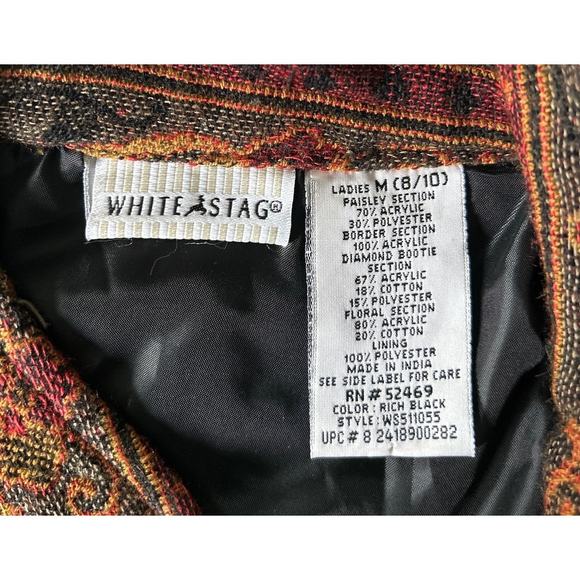 WHITE STAG®
LADIES M (8/10)
PAISLEY SECTION
70% ACRYLIC
30% POLYESTER
BORDER SECTION
100% ACRYLIC
DIAMOND BOOTIE
SECTION
67% ACRYLIC
18% COTTON
15% POLYESTER
FLORAL SECTION
80% ACRYLIC
20% COTTON
LINING
100% POLYESTER
MADE IN INDIA
SEE SIDE LABEL FOR CARE
RN # 52469
COLOR : RICH BLACK
STYLE : WS511055
UPC # 8 2418900282